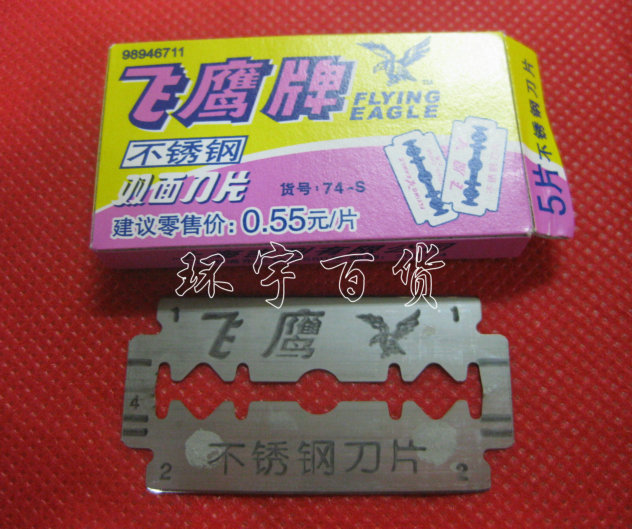 98946711
飞鹰牌
FLYING
EAGLE
不锈钢
双面刀片
货号:74-S
建议零售价:0.55元/片
5片不锈钢刀片
环宇百货
1 飞鹰 1
4
不锈钢刀片
2 2